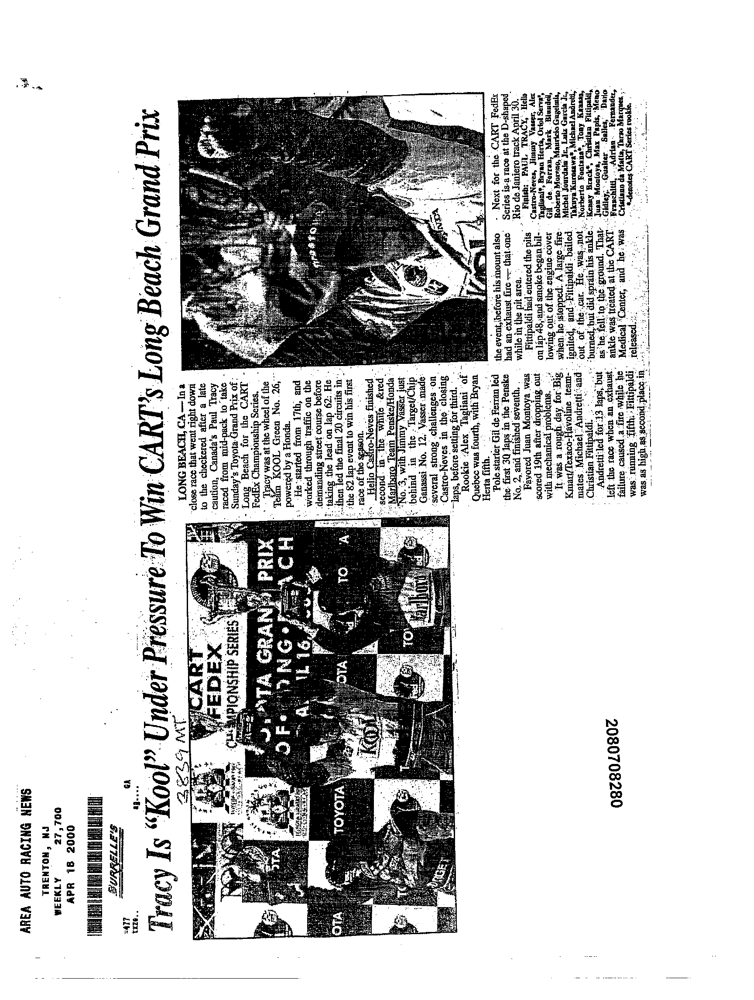 AREA AUTO RACING NEWS
TRENTON, NJ
WEEKLY 27,700
APR 18 2000
BURRELLE'S
477
GA
3839 MT
Tracy Is "Kool" Under Pressure To Win CART's Long Beach Grand Prix
CART
FEDEX
CHAMPIONSHIP SERIES
TOYOTA
OTA
TO
Kool
Marlboro
LONG BEACH, CA — In a
close race that went right down
to the checkered after a late
caution, Canada's Paul Tracy
raced from mid-pack to take
Sunday's Toyota Grand Prix of
Long Beach for the CART
FedEx Championship Series.
Tracy was at the wheel of the
Team KOOL Green No. 26,
powered by a Honda.
He started from 17th, and
worked through traffic on the
demanding street course before
taking the lead on lap 62. He
then led the final 20 circuits in
the 82 lap event to win his first
race of the season.
Helio Castro-Neves finished
second in the white &red
Marlboro Team Penske/Honda
No. 3, with Jimmy Vasser just
behind in the Target/Chip
Ganassi No. 12. Vasser made
several strong challenges on
Castro-Neves in the closing
laps, before setting for third.
Rookie Alex Tagliani of
Quebec was fourth, with Bryan
Herta fifth.
Pole starter Gil de Ferran led
the first 30 laps in the Penske
No. 2, and finished seventh.
Favored Juan Montoya was
scored 19th after dropping out
with mechanical problems.
It was a rough day for Big
Kmart/Texaco-Havoline team-
mates Michael Andretti and
Christian Fittipaldi.
Andretti led for 13 laps, but
left the race when an exhaust
failure caused a fire while he
was running fifth. Fittipaldi
was as high as second place in
the event, before his mount also
had an exhaust fire — that one
while in the pit area.
Fittipaldi had entered the pits
on lap 48, and smoke began bil-
lowing out of the engine cover
when he stopped. A large fire
ignited, and Fittipaldi bailed
out of the car. He was not
burned, but did sprain his ankle
as he fell to the ground. That
ankle was treated at the CART
Medical Center, and he was
released.
Next for the CART FedEx
Series is a race at the D-shaped
Rio de Janiero track April 30.
Finish: PAUL TRACY, Helio
Castro-Neves, Jimmy Vasser, Alex
Tagliani*, Bryan Herta, Oriol Servia*,
Gil de Ferran, Mark Blundell,
Roberto Moreno, Mauricio Gugelmin,
Michel Jourdain Jr., Luis Garcia Jr.,
Takuya Kurosawa*, Michael Andretti,
Norberto Fontana*, Tony Kanaan,
Kenny Brack*, Christian Fittipaldi,
Juan Montoya, Max Papis, Memo
Gidley, Gualter Salles, Dario
Franchitti, Adrian Fernandez,
Cristiano da Matta, Tarso Marques.
*-denotes CART Series rookie.
2080708280